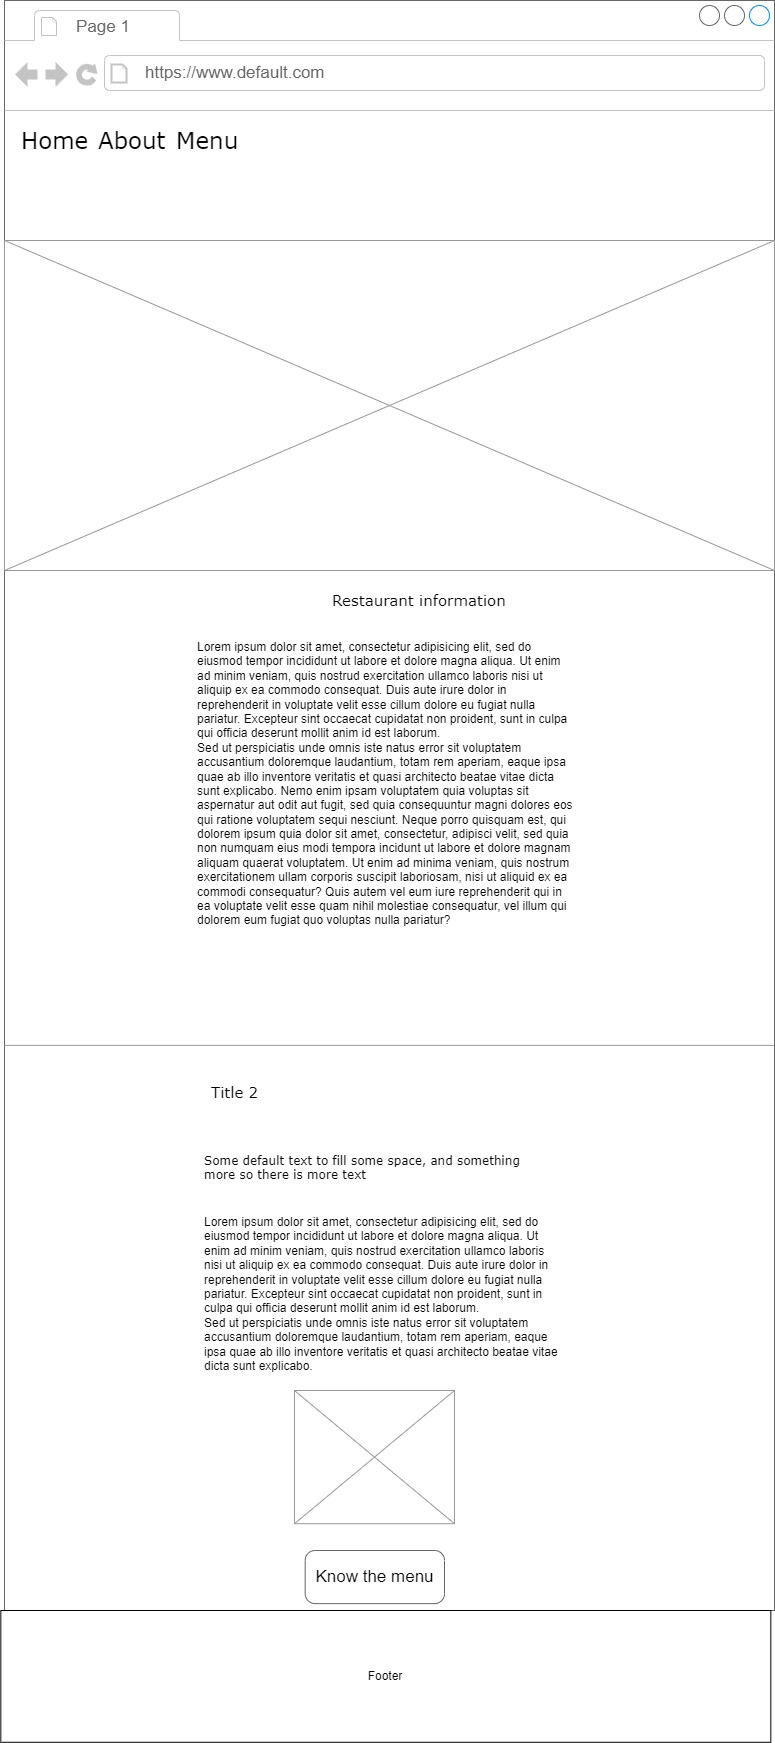 Page 1
https://www.default.com
Home About Menu
Restaurant information
Lorem ipsum dolor sit amet, consectetur adipisicing elit, sed do
eiusmod tempor incididunt ut labore et dolore magna aliqua. Ut enim
ad minim veniam, quis nostrud exercitation ullamco laboris nisi ut
aliquip ex ea commodo consequat. Duis aute irure dolor in
reprehenderit in voluptate velit esse cillum dolore eu fugiat nulla
pariatur. Excepteur sint occaecat cupidatat non proident, sunt in culpa
qui officia deserunt mollit anim id est laborum.
Sed ut perspiciatis unde omnis iste natus error sit voluptatem
accusantium doloremque laudantium, totam rem aperiam, eaque ipsa
quae ab illo inventore veritatis et quasi architecto beatae vitae dicta
sunt explicabo. Nemo enim ipsam voluptatem quia voluptas sit
aspernatur aut odit aut fugit, sed quia consequuntur magni dolores eos
qui ratione voluptatem sequi nesciunt. Neque porro quisquam est, qui
dolorem ipsum quia dolor sit amet, consectetur, adipisci velit, sed quia
non numquam eius modi tempora incidunt ut labore et dolore magnam
aliquam quaerat voluptatem. Ut enim ad minima veniam, quis nostrum
exercitationem ullam corporis suscipit laboriosam, nisi ut aliquid ex ea
commodi consequatur? Quis autem vel eum iure reprehenderit qui in
ea voluptate velit esse quam nihil molestiae consequatur, vel illum qui
dolorem eum fugiat quo voluptas nulla pariatur?
Title 2
Some default text to fill some space, and something
more so there is more text
Lorem ipsum dolor sit amet, consectetur adipisicing elit, sed do
eiusmod tempor incididunt ut labore et dolore magna aliqua. Ut
enim ad minim veniam, quis nostrud exercitation ullamco laboris
nisi ut aliquip ex ea commodo consequat. Duis aute irure dolor in
reprehenderit in voluptate velit esse cillum dolore eu fugiat nulla
pariatur. Excepteur sint occaecat cupidatat non proident, sunt in
culpa qui officia deserunt mollit anim id est laborum.
Sed ut perspiciatis unde omnis iste natus error sit voluptatem
accusantium doloremque laudantium, totam rem aperiam, eaque
ipsa quae ab illo inventore veritatis et quasi architecto beatae vitae
dicta sunt explicabo.
Know the menu
Footer